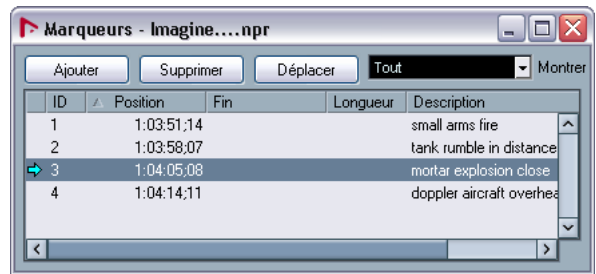 Marqueurs - Imagine....npr
Ajouter Supprimer Déplacer Tout Montrer
ID Position Fin Longueur Description
1 1:03:51;14 small arms fire
2 1:03:58;07 tank rumble in distance
3 1:04:05;08 mortar explosion close
4 1:04:14;11 doppler aircraft overhea